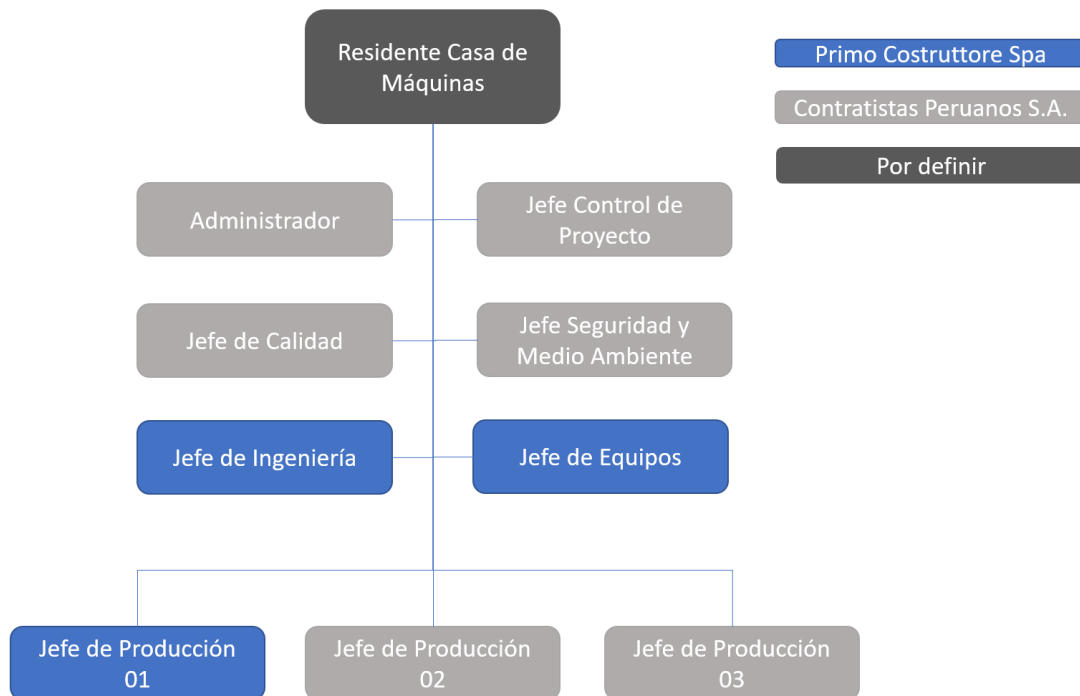 Residente Casa de
Máquinas
Primo Costruttore Spa
Contratistas Peruanos S.A.
Por definir
Administrador
Jefe Control de
Proyecto
Jefe de Calidad
Jefe Seguridad y
Medio Ambiente
Jefe de Ingeniería
Jefe de Equipos
Jefe de Producción
01
Jefe de Producción
02
Jefe de Producción
03